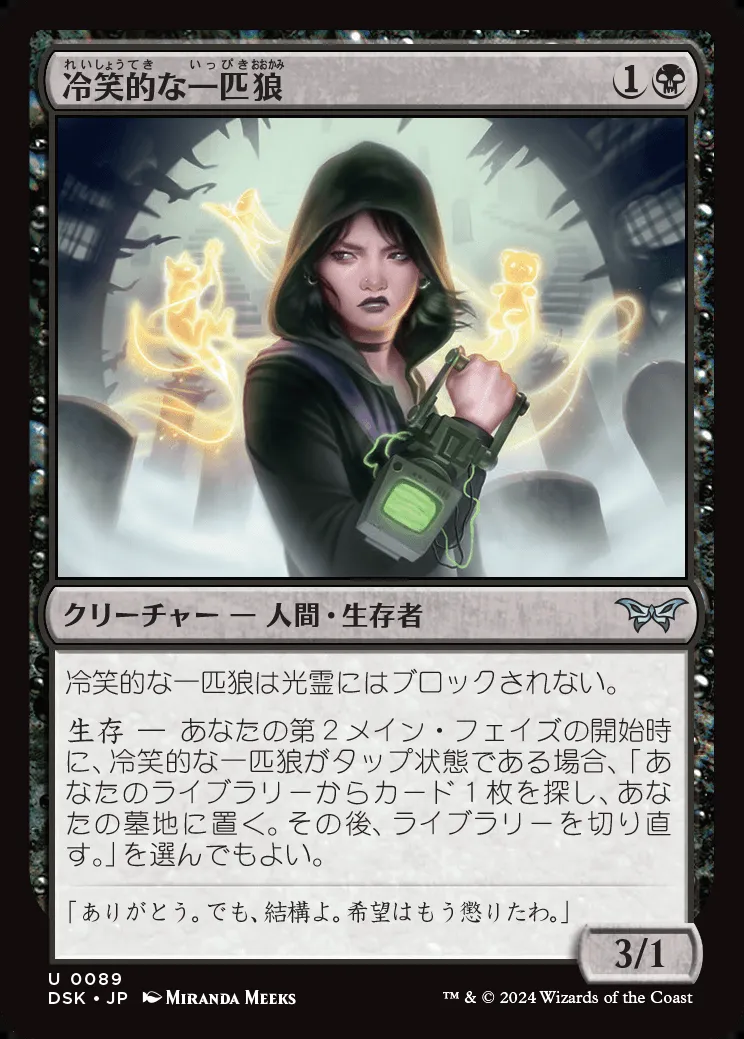 れいしょうてき いっぴきおおかみ
冷笑的な一匹狼 1
クリーチャー — 人間・生存者
冷笑的な一匹狼は光霊にはブロックされない。
生存 — あなたの第2メイン・フェイズの開始時
に、冷笑的な一匹狼がタップ状態である場合、「あ
なたのライブラリーからカード1枚を探し、あな
たの墓地に置く。その後、ライブラリーを切り直
す。」を選んでもよい。
「ありがとう。でも、結構よ。希望はもう懲りたわ。」
3/1
U 0089
DSK • JP MIRANDA MEEKS
™ & © 2024 Wizards of the Coast